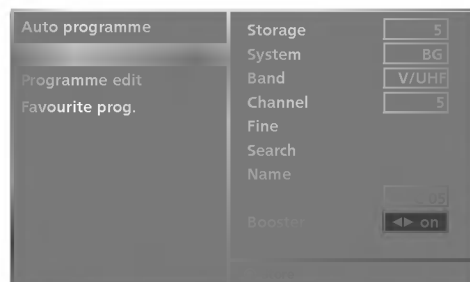 Auto programme
Programme edit
Favourite prog.
Storage 5
System BG
Band V/UHF
Channel 5
Fine
Search
Name
Booster ◀▶ on